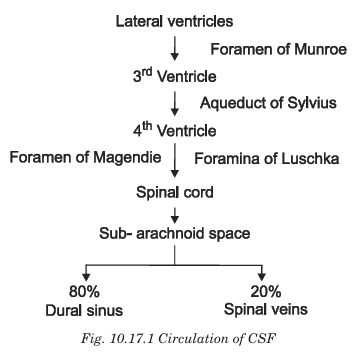 Lateral ventricles
Foramen of Munroe
3rd Ventricle
Aqueduct of Sylvius
4th Ventricle
Foramen of Magendie Foramina of Luschka
Spinal cord
Sub- arachnoid space
80% 20%
Dural sinus Spinal veins
Fig. 10.17.1 Circulation of CSF